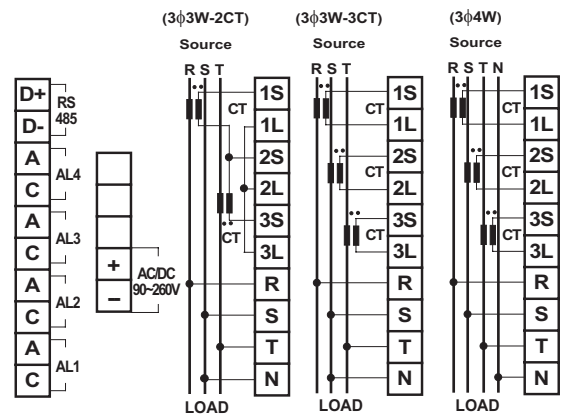 (3ϕ3W-2CT)
Source
R S T
CT
CT
1S
1L
2S
2L
3S
3L
R
S
T
N
LOAD
(3ϕ3W-3CT)
Source
R S T
CT
CT
CT
1S
1L
2S
2L
3S
3L
R
S
T
N
LOAD
(3ϕ4W)
Source
R S T N
CT
CT
CT
1S
1L
2S
2L
3S
3L
R
S
T
N
LOAD
D+
D-
RS
485
A
C
AL4
A
C
AL3
A
C
AL2
A
C
AL1
+
−
AC/DC
90~260V